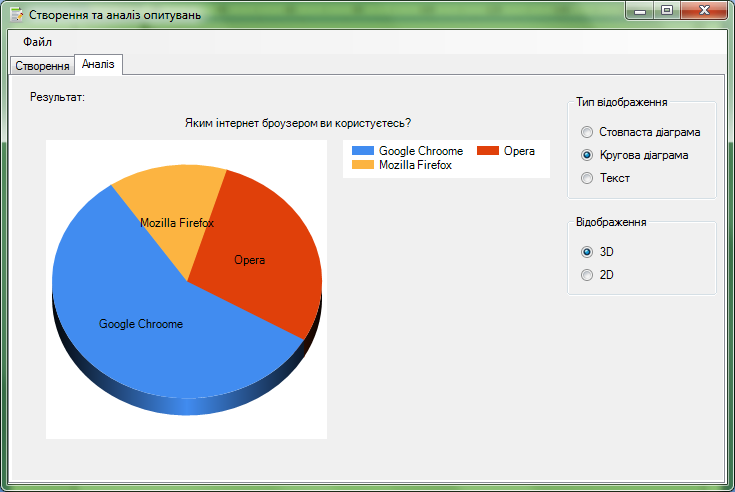 Створення та аналіз опитувань
Файл
Створення Аналіз
Результат:
Яким інтернет броузером ви користуєтесь?
Google Chroome Opera
Mozilla Firefox
Mozilla Firefox
Opera
Google Chroome
Тип відображення
Стовпаста діаграма
Кругова діаграма
Текст
Відображення
3D
2D